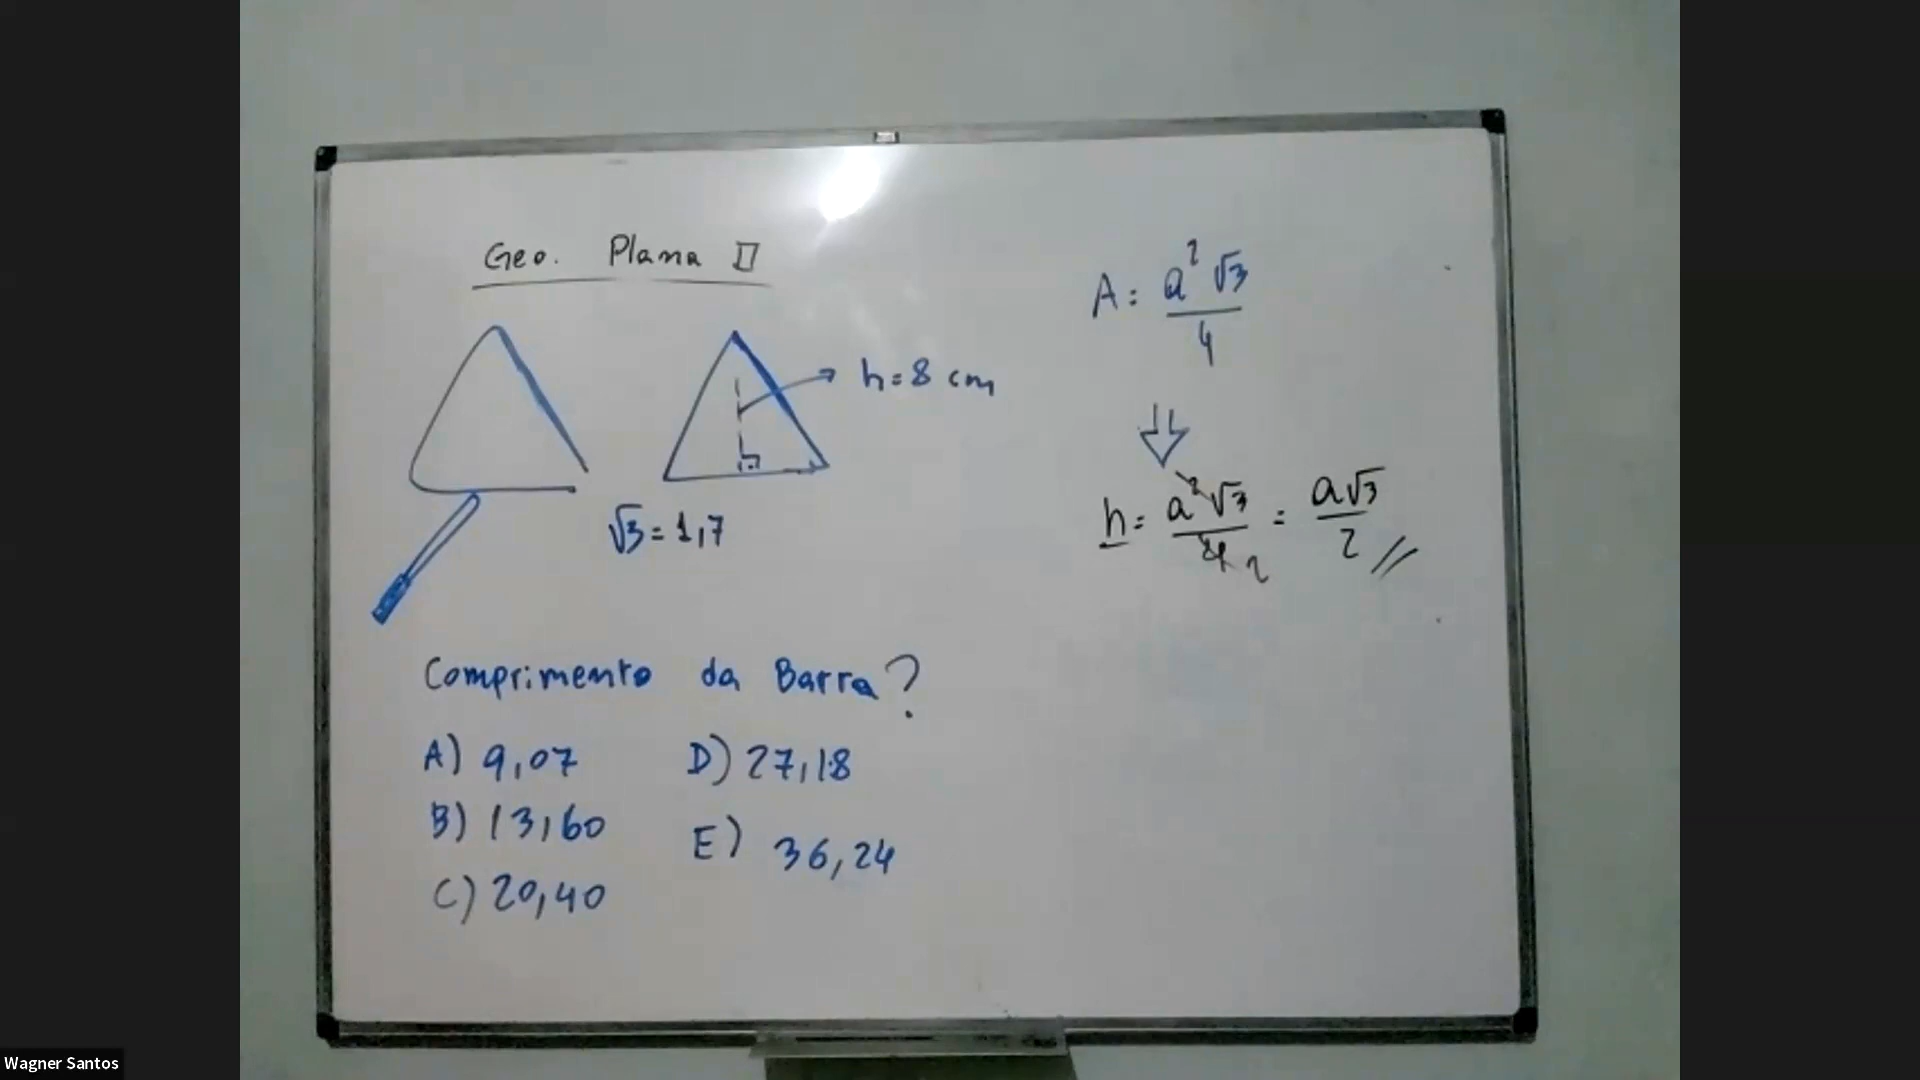 Geo. Plana II
h=8 cm
√3 = 1,7
A = a² √3 / 4
h = a² √3 / 4 2 = a√3 / 2 //
Comprimento da Barra?
A) 9,07
B) 13,60
C) 20,40
D) 27,18
E) 36,24
Wagner Santos